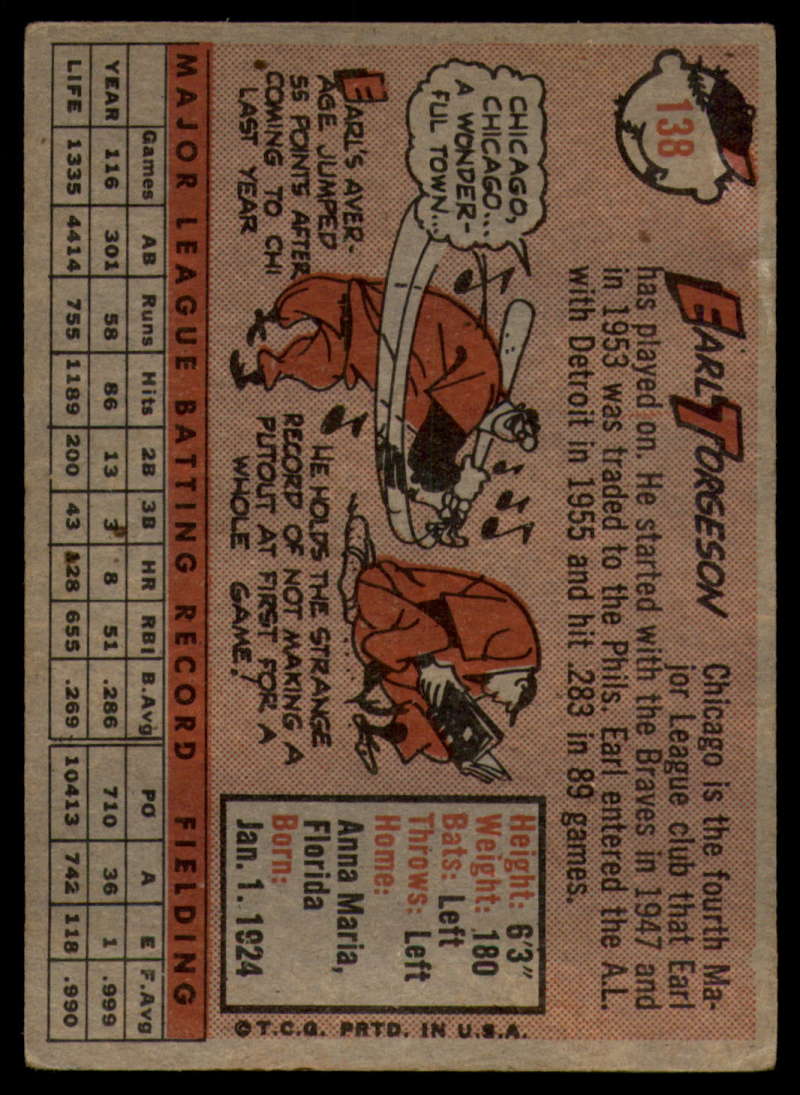 138
EARL TORGESON
Chicago is the fourth Ma-
jor League club that Earl
has played on. He started with the Braves in 1947 and
in 1953 was traded to the Phils. Earl entered the A.L.
with Detroit in 1955 and hit .283 in 89 games.
CHICAGO,
CHICAGO...
A WONDER-
FUL TOWN...
EARL'S AVER-
AGE JUMPED
55 POINTS AFTER
COMING TO CHI
LAST YEAR
HE HOLDS THE STRANGE
RECORD OF NOT MAKING A
PUTOUT AT FIRST FOR A
WHOLE GAME!
Height: 6'3"
Weight: 180
Bats: Left
Throws: Left
Home:
Anna Maria,
Florida
Born:
Jan. 1, 1924
©T.C.G. PRTD. IN U.S.A.
MAJOR LEAGUE BATTING RECORD FIELDING
Games AB Runs Hits 2B 3B HR RBI B.Avg PO A E F.Avg
YEAR 116 301 58 86 13 3 8 51 .286 710 36 1 .999
LIFE 1335 4414 755 1189 200 43 128 655 .269 10413 742 118 .990